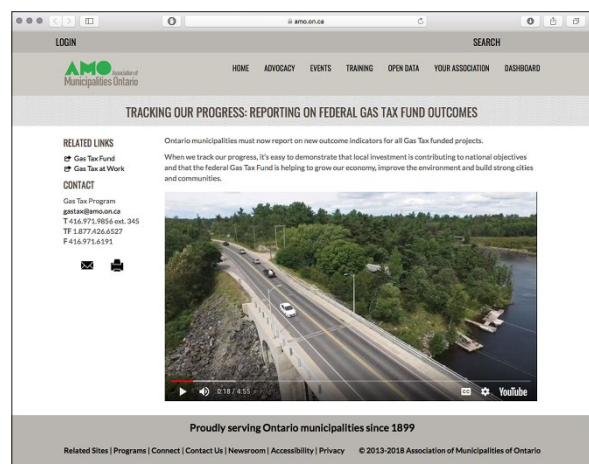 amo.on.ca
LOGIN
SEARCH
AMO Association of
Municipalities Ontario
HOME ADVOCACY EVENTS TRAINING OPEN DATA YOUR ASSOCIATION DASHBOARD
TRACKING OUR PROGRESS: REPORTING ON FEDERAL GAS TAX FUND OUTCOMES
RELATED LINKS
Gas Tax Fund
Gas Tax at Work
CONTACT
Gas Tax Program
gastax@amo.on.ca
T 416.971.9856 ext. 345
TF 1.877.426.6527
F 416.971.6191
Ontario municipalities must now report on new outcome indicators for all Gas Tax funded projects.
When we track our progress, it's easy to demonstrate that local investment is contributing to national objectives
and that the federal Gas Tax Fund is helping to grow our economy, improve the environment and build strong cities
and communities.
0:18 / 4:55
CC
YouTube
Proudly serving Ontario municipalities since 1899
Related Sites | Programs | Connect | Contact Us | Newsroom | Accessibility | Privacy © 2013-2018 Association of Municipalities of Ontario